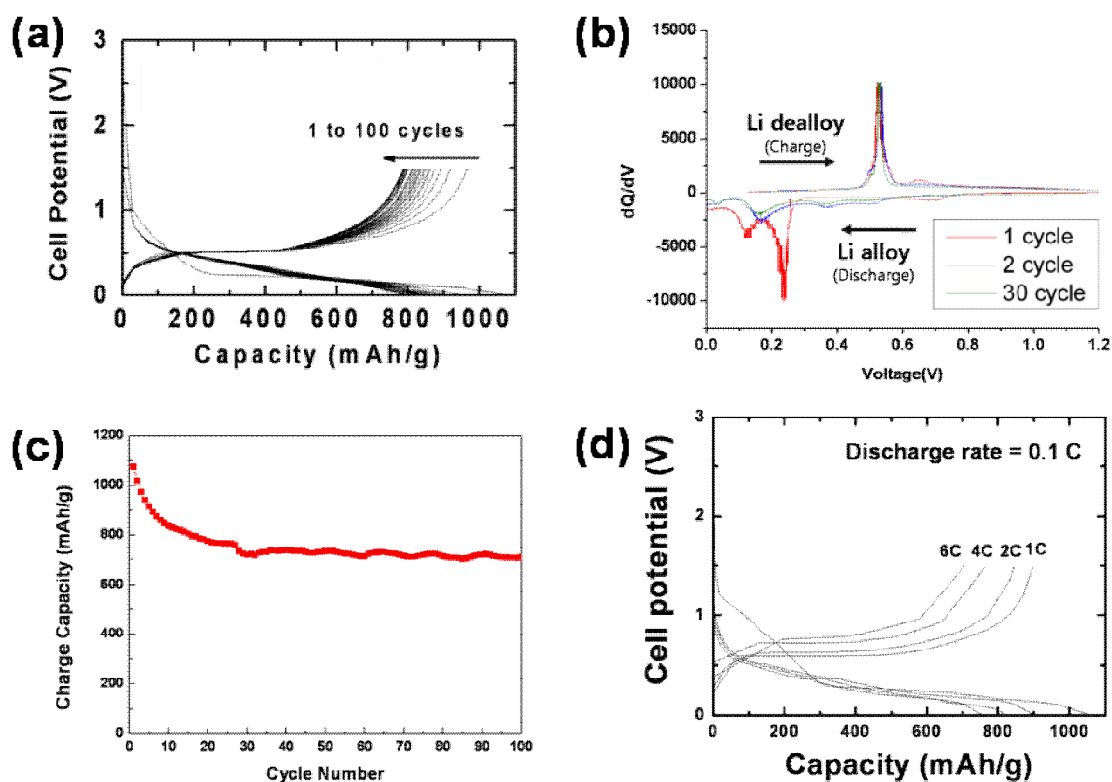 (a)
3
2
1
0
Cell Potential (V)
1 to 100 cycles
0 200 400 600 800 1000
Capacity (mAh/g)
(b)
15000
10000
5000
0
-5000
-10000
dQ/dV
Li dealloy
(Charge)
Li alloy
(Discharge)
1 cycle
2 cycle
30 cycle
0.0 0.2 0.4 0.6 0.8 1.0 1.2
Voltage(V)
(c)
1200
1000
800
600
400
200
0
Charge Capacity (mAh/g)
0 10 20 30 40 50 60 70 80 90 100
Cycle Number
(d)
3
2
1
0
Cell potential (V)
Discharge rate = 0.1 C
6C 4C 2C 1C
0 200 400 600 800 1000
Capacity (mAh/g)